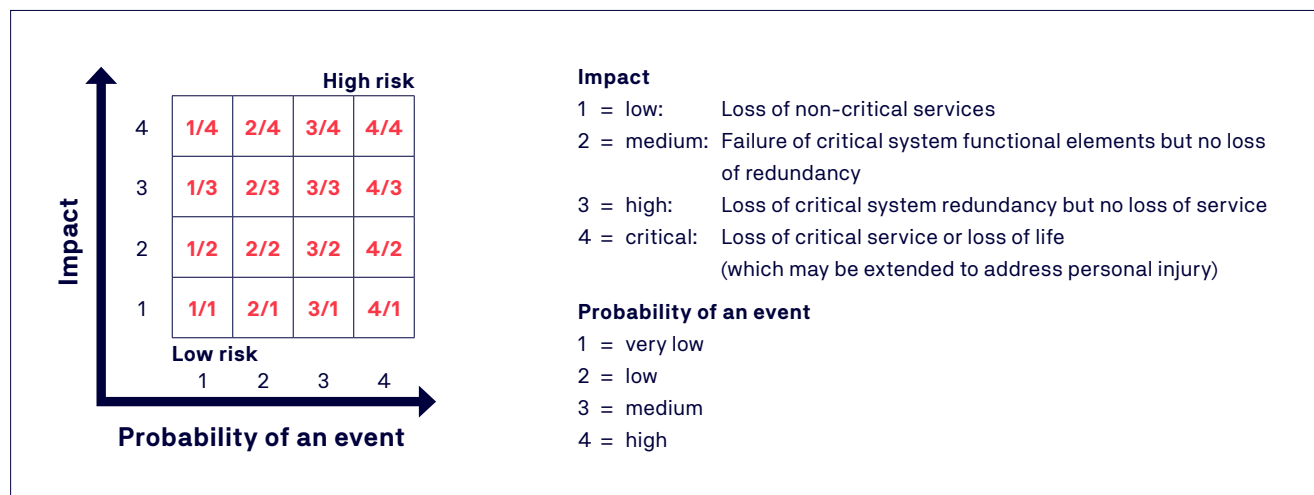 High risk
4 1/4 2/4 3/4 4/4
3 1/3 2/3 3/3 4/3
2 1/2 2/2 3/2 4/2
1 1/1 2/1 3/1 4/1
Low risk
1 2 3 4
Impact
Probability of an event
Impact
1 = low: Loss of non-critical services
2 = medium: Failure of critical system functional elements but no loss
of redundancy
3 = high: Loss of critical system redundancy but no loss of service
4 = critical: Loss of critical service or loss of life
(which may be extended to address personal injury)
Probability of an event
1 = very low
2 = low
3 = medium
4 = high